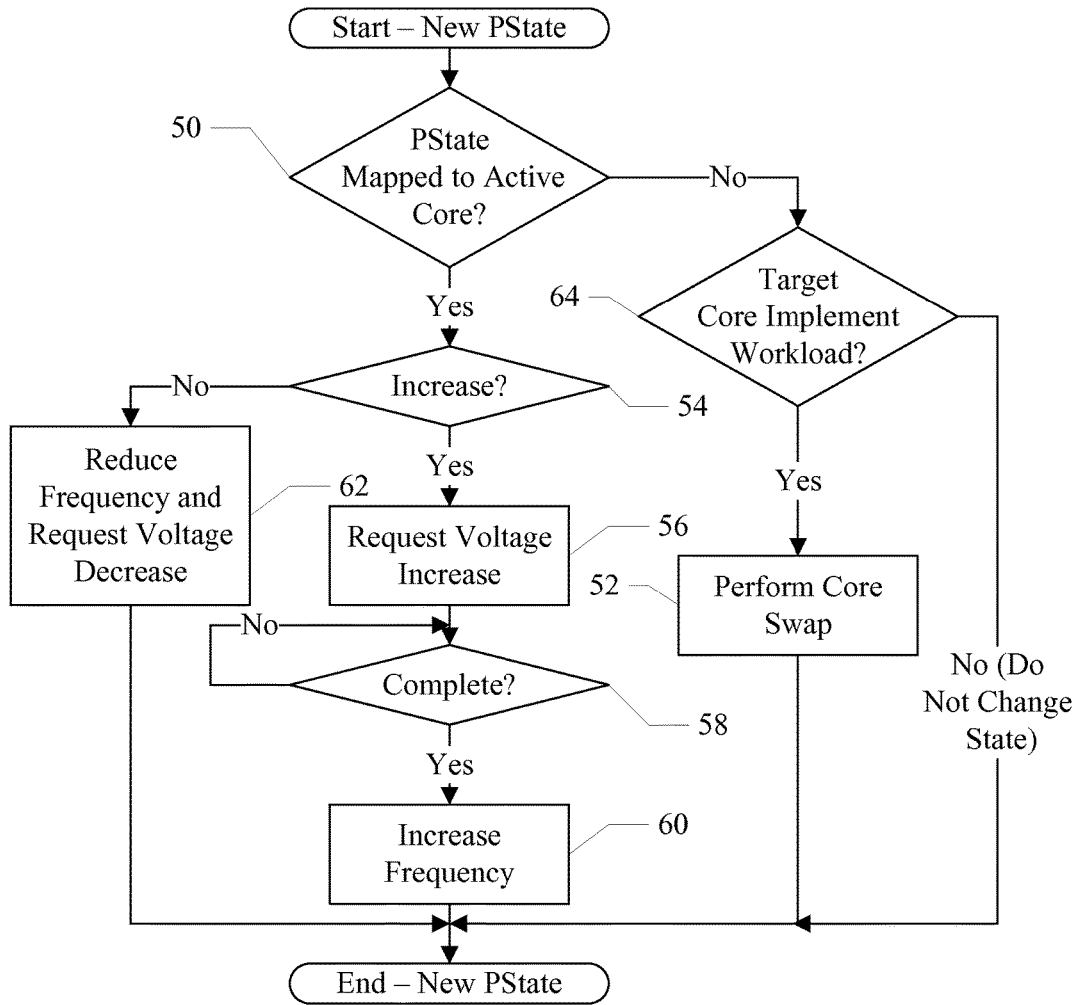 Start – New PState
50
PState
Mapped to Active
Core?
No
Yes
64
Target
Core Implement
Workload?
No
Increase?
54
Yes
Yes
Reduce
Frequency and
Request Voltage
Decrease
62
Request Voltage
Increase
56
52
Perform Core
Swap
No
Complete?
58
No (Do
Not Change
State)
Yes
Increase
Frequency
60
End – New PState